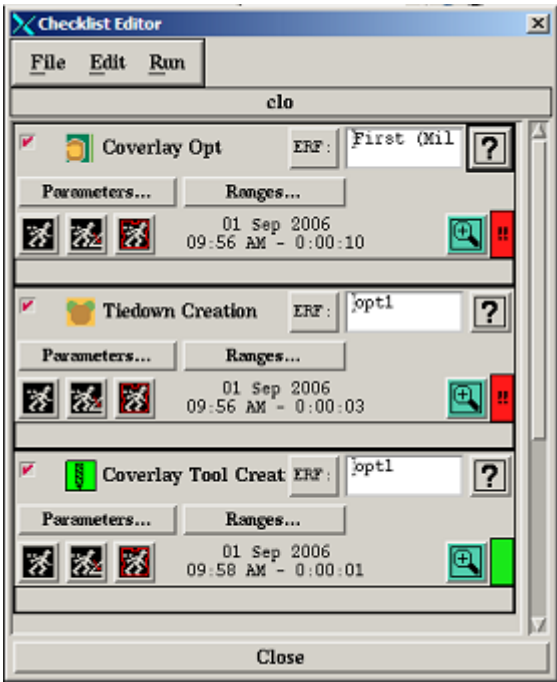 Checklist Editor
File Edit Run
clo
Coverlay Opt ERF: First (Mil ?
Parameters... Ranges...
01 Sep 2006
09:56 AM - 0:00:10 !!
Tiedown Creation ERF: opt1 ?
Parameters... Ranges...
01 Sep 2006
09:56 AM - 0:00:03 !!
Coverlay Tool Creat ERF: opt1 ?
Parameters... Ranges...
01 Sep 2006
09:58 AM - 0:00:01
Close